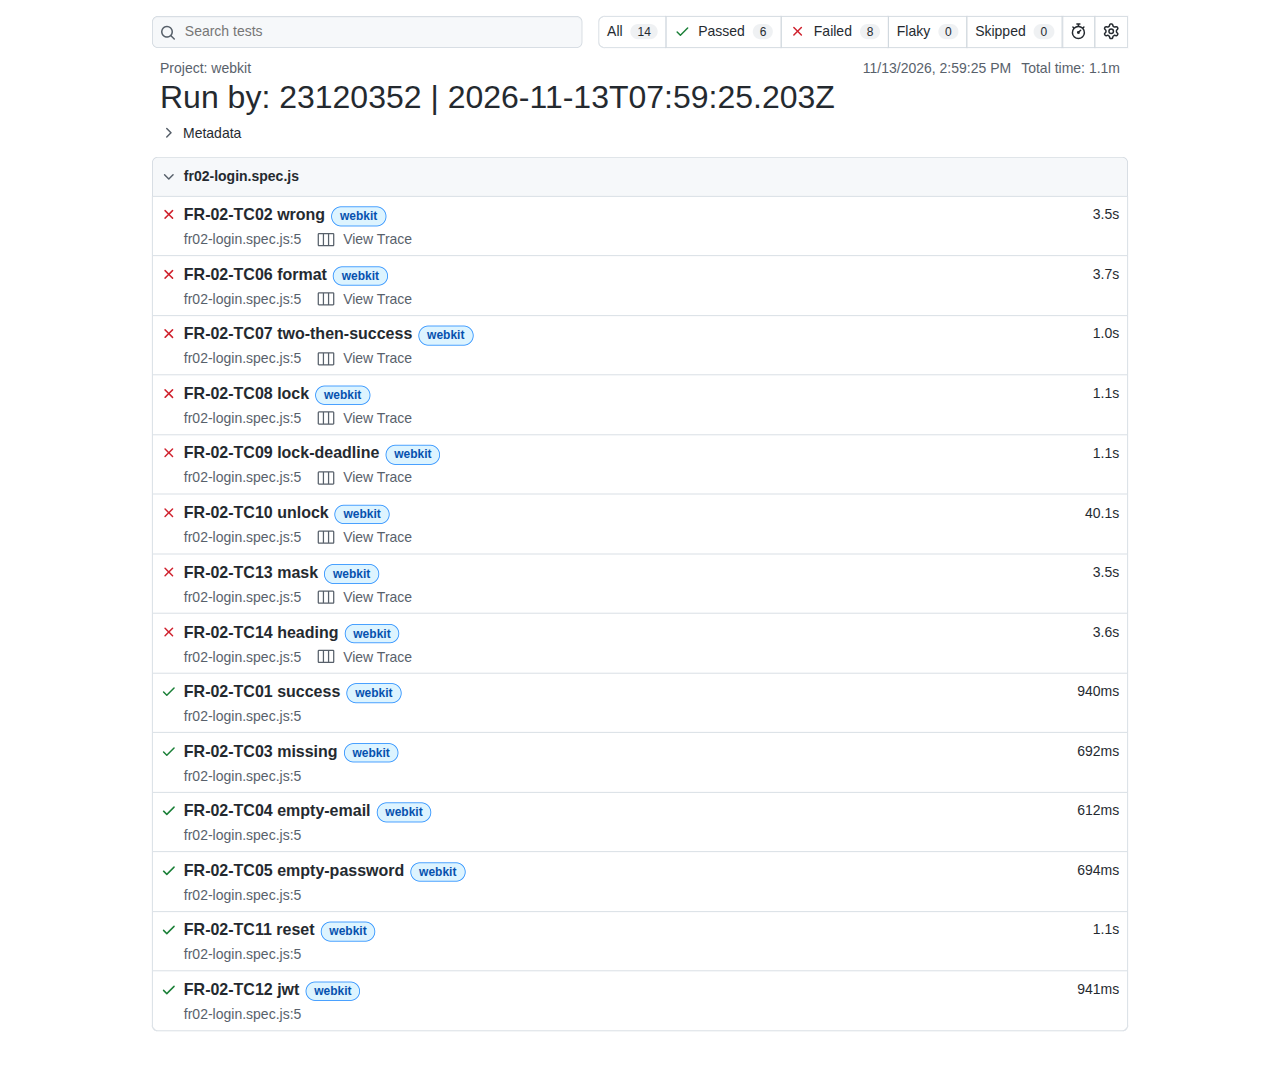 Search tests
All 14 Passed 6 Failed 8 Flaky 0 Skipped 0
Project: webkit 11/13/2026, 2:59:25 PM Total time: 1.1m
Run by: 23120352 | 2026-11-13T07:59:25.203Z
Metadata
fr02-login.spec.js
FR-02-TC02 wrong webkit 3.5s
fr02-login.spec.js:5 View Trace
FR-02-TC06 format webkit 3.7s
fr02-login.spec.js:5 View Trace
FR-02-TC07 two-then-success webkit 1.0s
fr02-login.spec.js:5 View Trace
FR-02-TC08 lock webkit 1.1s
fr02-login.spec.js:5 View Trace
FR-02-TC09 lock-deadline webkit 1.1s
fr02-login.spec.js:5 View Trace
FR-02-TC10 unlock webkit 40.1s
fr02-login.spec.js:5 View Trace
FR-02-TC13 mask webkit 3.5s
fr02-login.spec.js:5 View Trace
FR-02-TC14 heading webkit 3.6s
fr02-login.spec.js:5 View Trace
FR-02-TC01 success webkit 940ms
fr02-login.spec.js:5
FR-02-TC03 missing webkit 692ms
fr02-login.spec.js:5
FR-02-TC04 empty-email webkit 612ms
fr02-login.spec.js:5
FR-02-TC05 empty-password webkit 694ms
fr02-login.spec.js:5
FR-02-TC11 reset webkit 1.1s
fr02-login.spec.js:5
FR-02-TC12 jwt webkit 941ms
fr02-login.spec.js:5